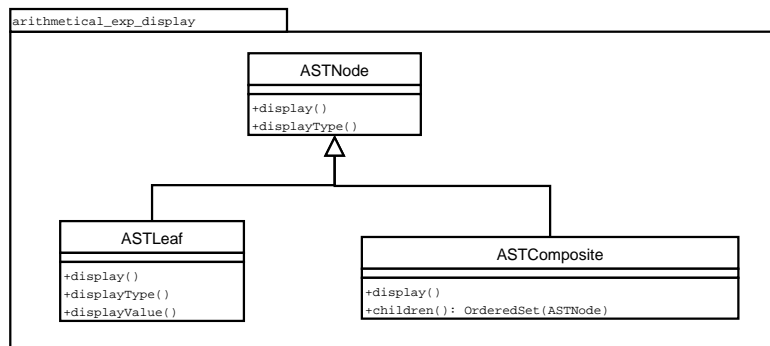 arithmetical_exp_display
ASTNode
+display()
+displayType()
ASTLeaf
+display()
+displayType()
+displayValue()
ASTComposite
+display()
+children(): OrderedSet(ASTNode)